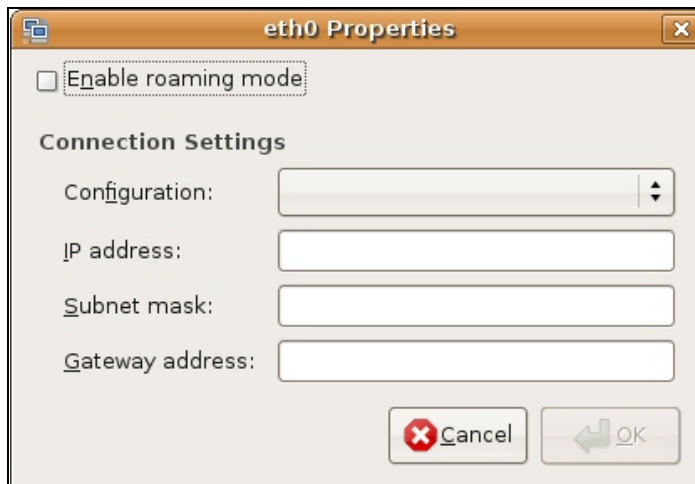 eth0 Properties
Enable roaming mode
Connection Settings
Configuration:
IP address:
Subnet mask:
Gateway address:
Cancel OK